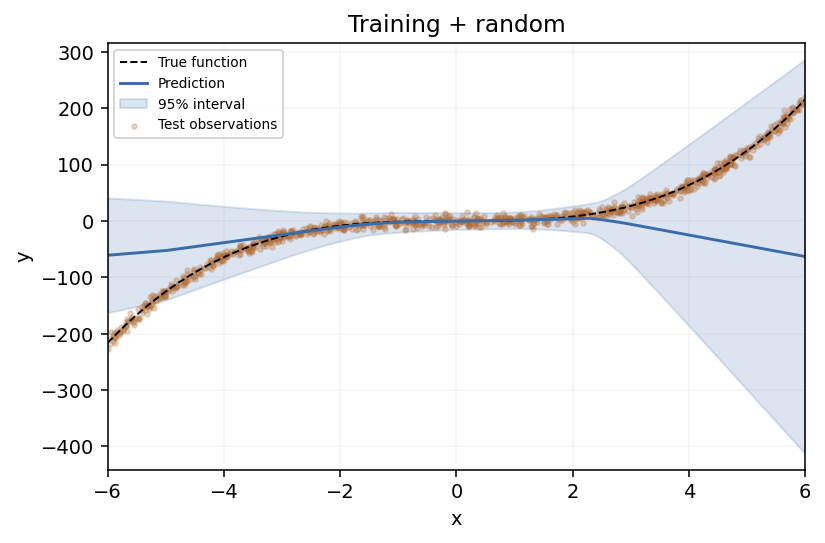 Training + random
True function
Prediction
95% interval
Test observations
300
200
100
0
−100
−200
−300
−400
y
−6 −4 −2 0 2 4 6
x